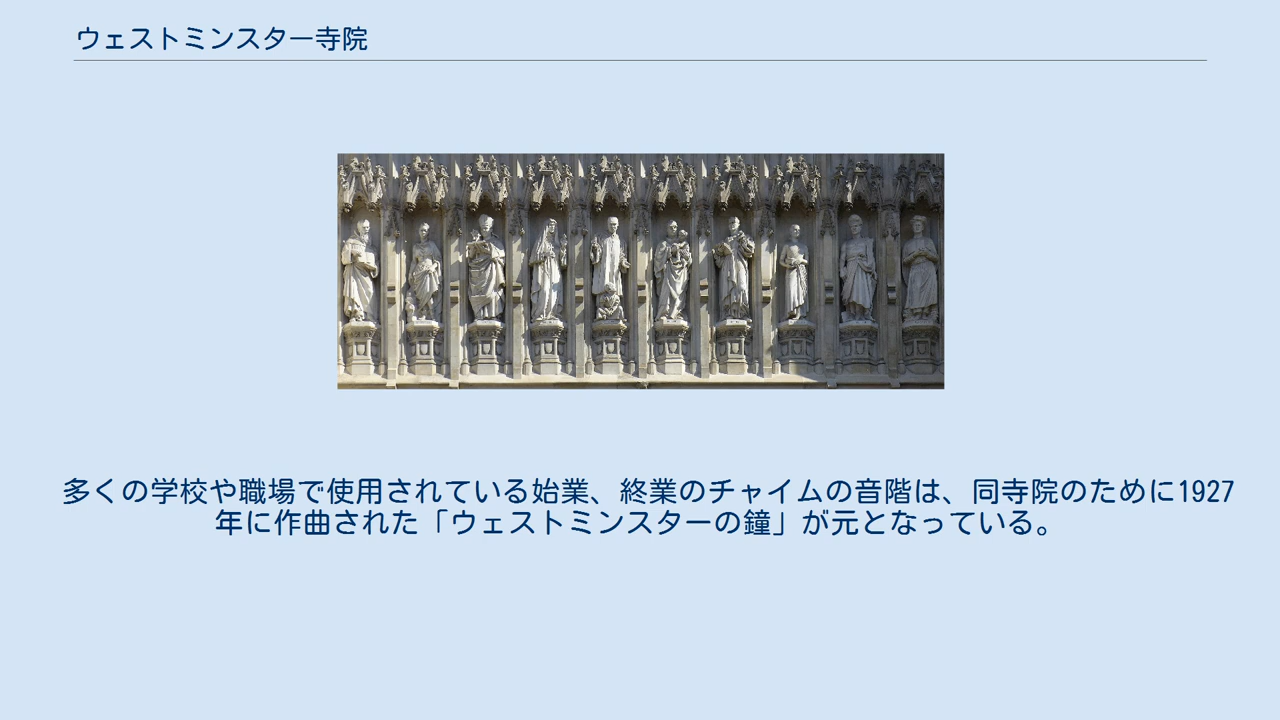 ウェストミンスター寺院
多くの学校や職場で使用されている始業、終業のチャイムの音階は、同寺院のために1927
年に作曲された「ウェストミンスターの鐘」が元となっている。